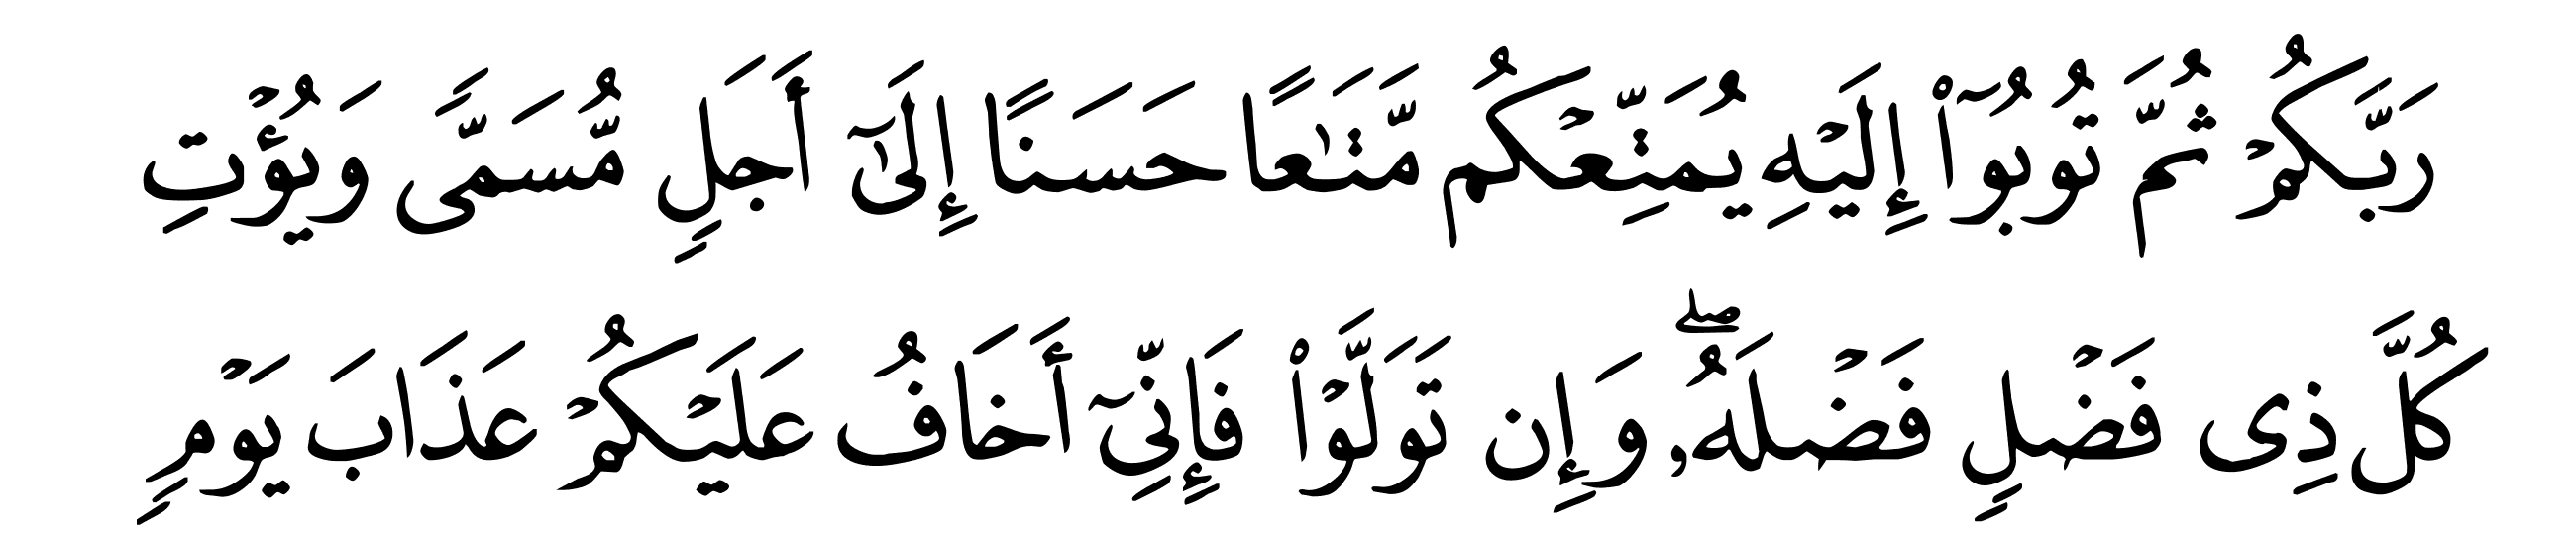 رَبَّكُمۡ ثُمَّ تُوبُوٓاْ إِلَيۡهِ يُمَتِّعۡكُم مَّتَٰعًا حَسَنًا إِلَىٰٓ أَجَلٍ مُّسَمًّى وَيُؤۡتِ
كُلَّ ذِى فَضۡلٍ فَضۡلَهُۥۖ وَإِن تَوَلَّوۡاْ فَإِنِّىٓ أَخَافُ عَلَيۡكُمۡ عَذَابَ يَوۡمٍ